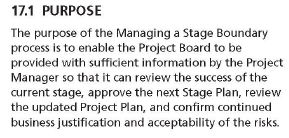 17.1 PURPOSE
The purpose of the Managing a Stage Boundary
process is to enable the Project Board to be
provided with sufficient information by the Project
Manager so that it can review the success of the
current stage, approve the next Stage Plan, review
the updated Project Plan, and confirm continued
business justification and acceptability of the risks.